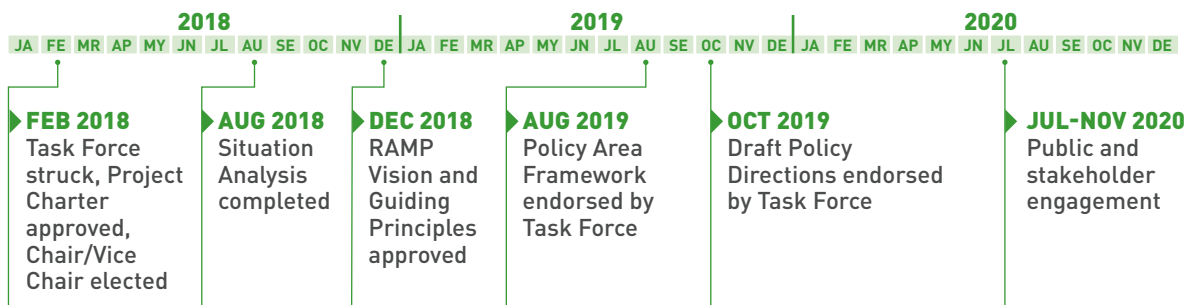 2018 2019 2020
JA FE MR AP MY JN JL AU SE OC NV DE JA FE MR AP MY JN JL AU SE OC NV DE JA FE MR AP MY JN JL AU SE OC NV DE
FEB 2018
Task Force
struck, Project
Charter
approved,
Chair/Vice
Chair elected
AUG 2018
Situation
Analysis
completed
DEC 2018
RAMP
Vision and
Guiding
Principles
approved
AUG 2019
Policy Area
Framework
endorsed by
Task Force
OCT 2019
Draft Policy
Directions endorsed
by Task Force
JUL-NOV 2020
Public and
stakeholder
engagement